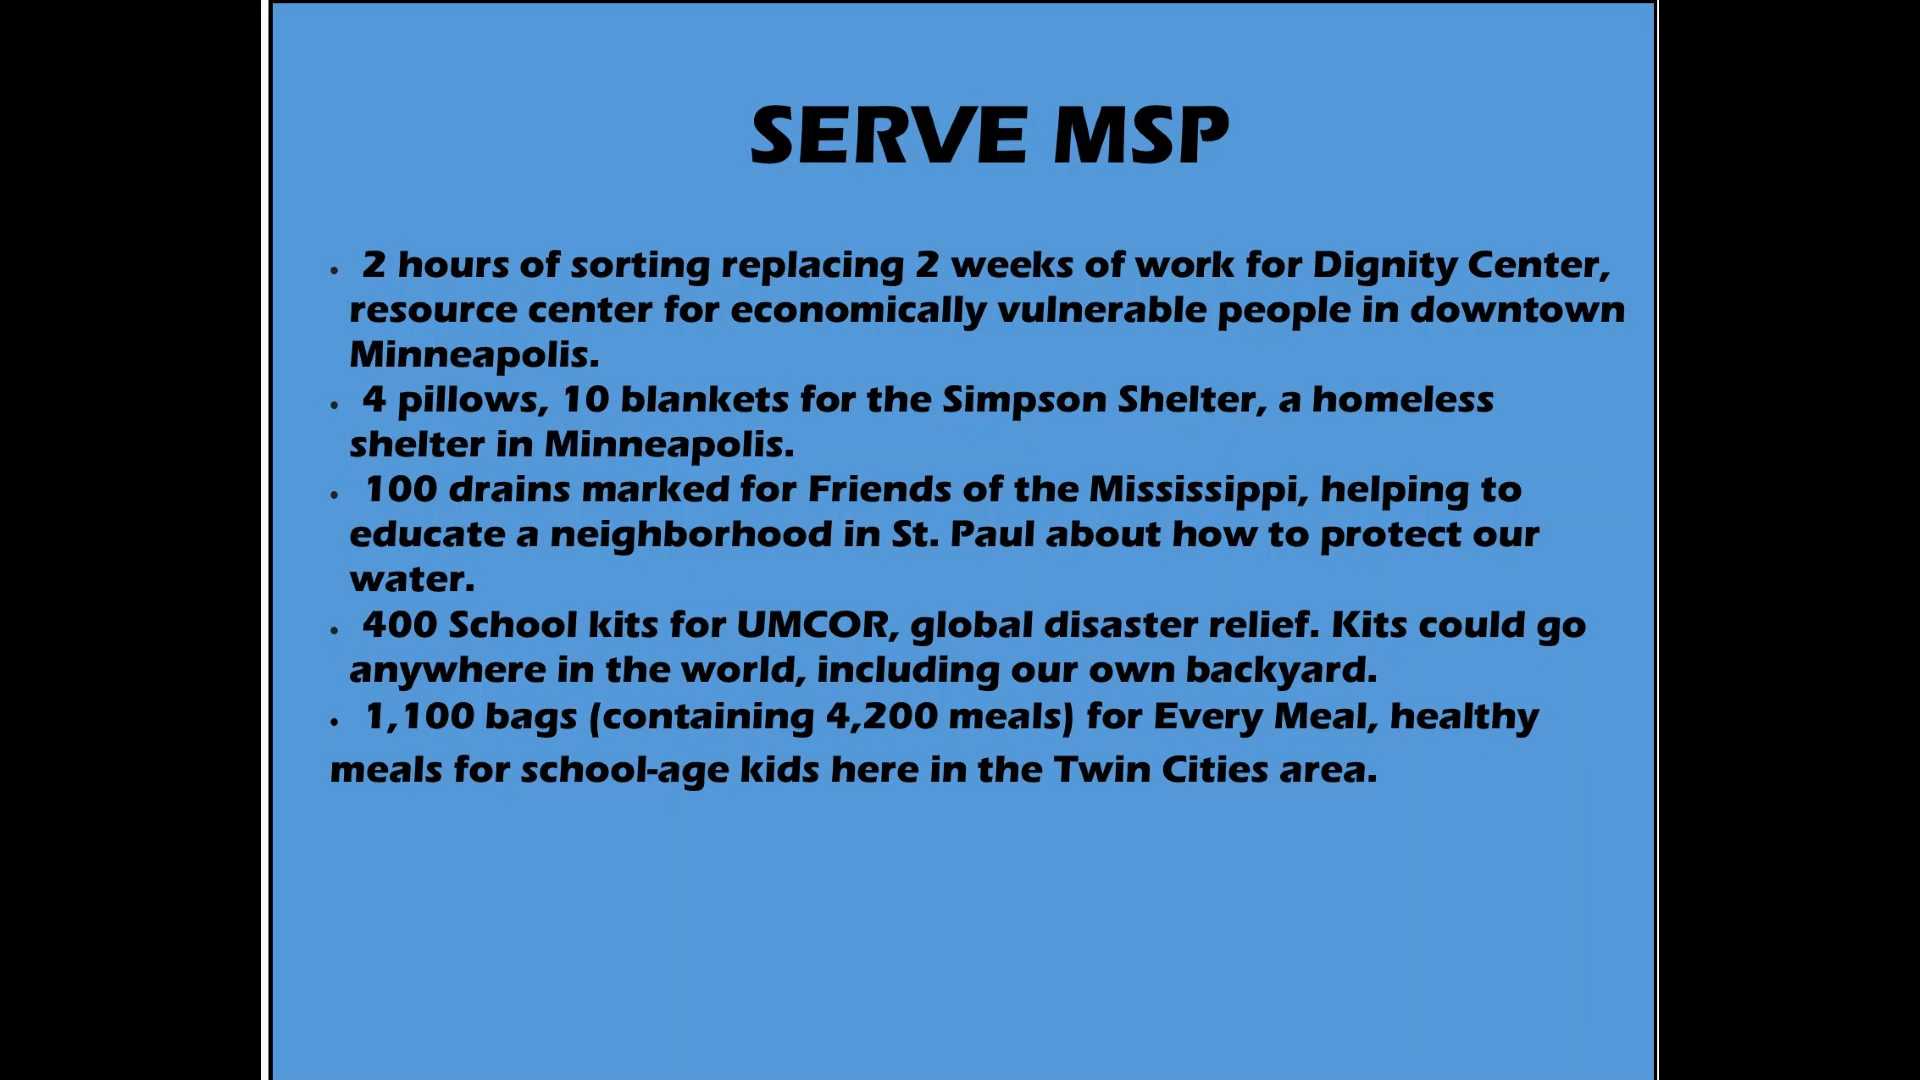 SERVE MSP
• 2 hours of sorting replacing 2 weeks of work for Dignity Center,
resource center for economically vulnerable people in downtown
Minneapolis.
• 4 pillows, 10 blankets for the Simpson Shelter, a homeless
shelter in Minneapolis.
• 100 drains marked for Friends of the Mississippi, helping to
educate a neighborhood in St. Paul about how to protect our
water.
• 400 School kits for UMCOR, global disaster relief. Kits could go
anywhere in the world, including our own backyard.
• 1,100 bags (containing 4,200 meals) for Every Meal, healthy
meals for school-age kids here in the Twin Cities area.